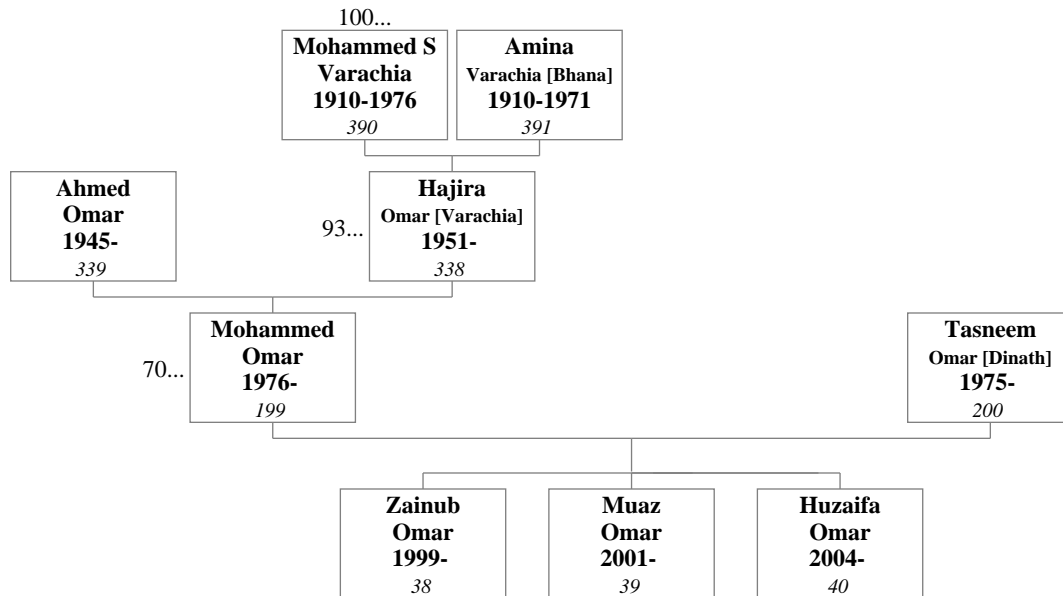 100...
Mohammed S
Varachia
1910-1976
390
Amina
Varachia [Bhana]
1910-1971
391
Ahmed
Omar
1945-
339
93...
Hajira
Omar [Varachia]
1951-
338
70...
Mohammed
Omar
1976-
199
Tasneem
Omar [Dinath]
1975-
200
Zainub
Omar
1999-
38
Muaz
Omar
2001-
39
Huzaifa
Omar
2004-
40